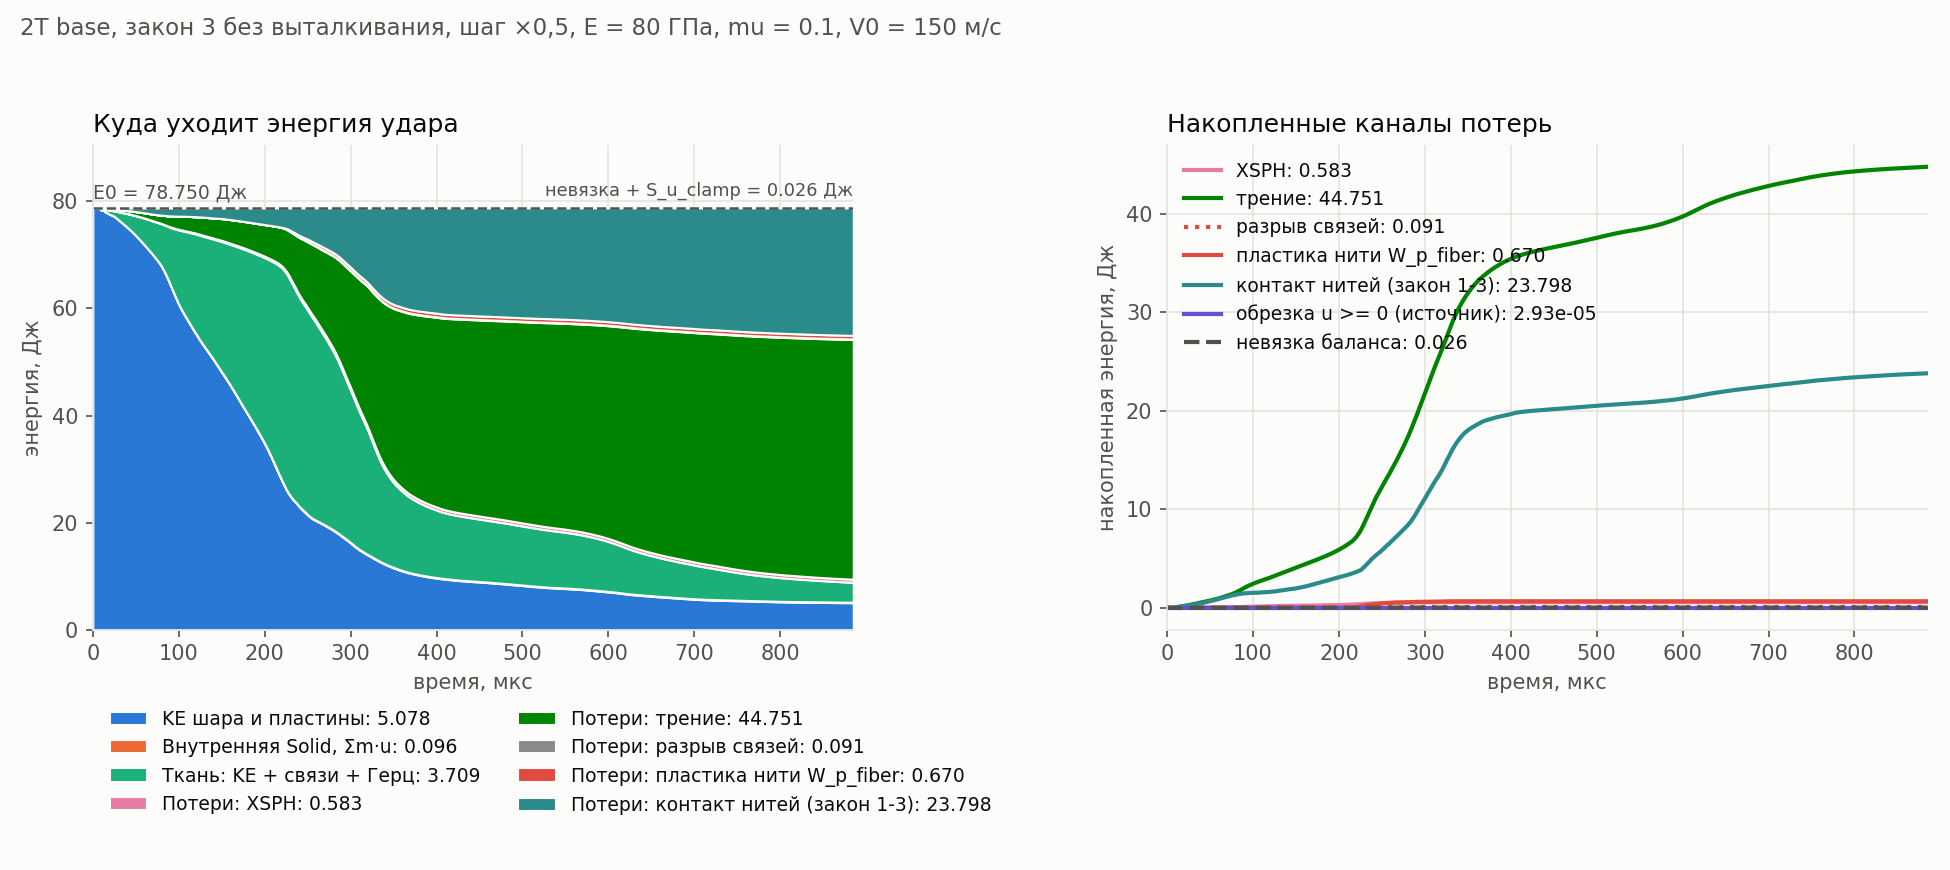 2T base, закон 3 без выталкивания, шаг ×0,5, E = 80 ГПа, mu = 0.1, V0 = 150 м/с
Куда уходит энергия удара
E0 = 78.750 Дж
невязка + S_u_clamp = 0.026 Дж
энергия, Дж
80
60
40
20
0
0 100 200 300 400 500 600 700 800
время, мкс
KE шара и пластины: 5.078
Внутренняя Solid, Σm·u: 0.096
Ткань: KE + связи + Герц: 3.709
Потери: XSPH: 0.583
Потери: трение: 44.751
Потери: разрыв связей: 0.091
Потери: пластика нити W_p_fiber: 0.670
Потери: контакт нитей (закон 1-3): 23.798
Накопленные каналы потерь
XSPH: 0.583
трение: 44.751
разрыв связей: 0.091
пластика нити W_p_fiber: 0.670
контакт нитей (закон 1-3): 23.798
обрезка u >= 0 (источник): 2.93e-05
невязка баланса: 0.026
накопленная энергия, Дж
40
30
20
10
0
0 100 200 300 400 500 600 700 800
время, мкс